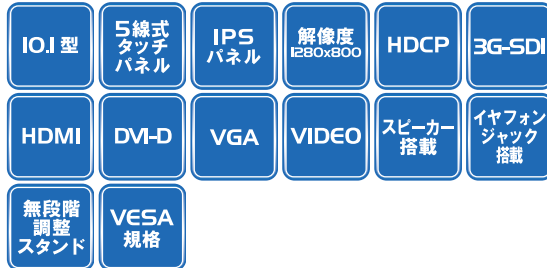 10.1 型
5線式
タッチ
パネル
IPS
パネル
解像度
1280x800
HDCP
3G-SDI
HDMI
DVI-D
VGA
VIDEO
スピーカー
搭載
イヤフォン
ジャック
搭載
無段階
調整
スタンド
VESA
規格